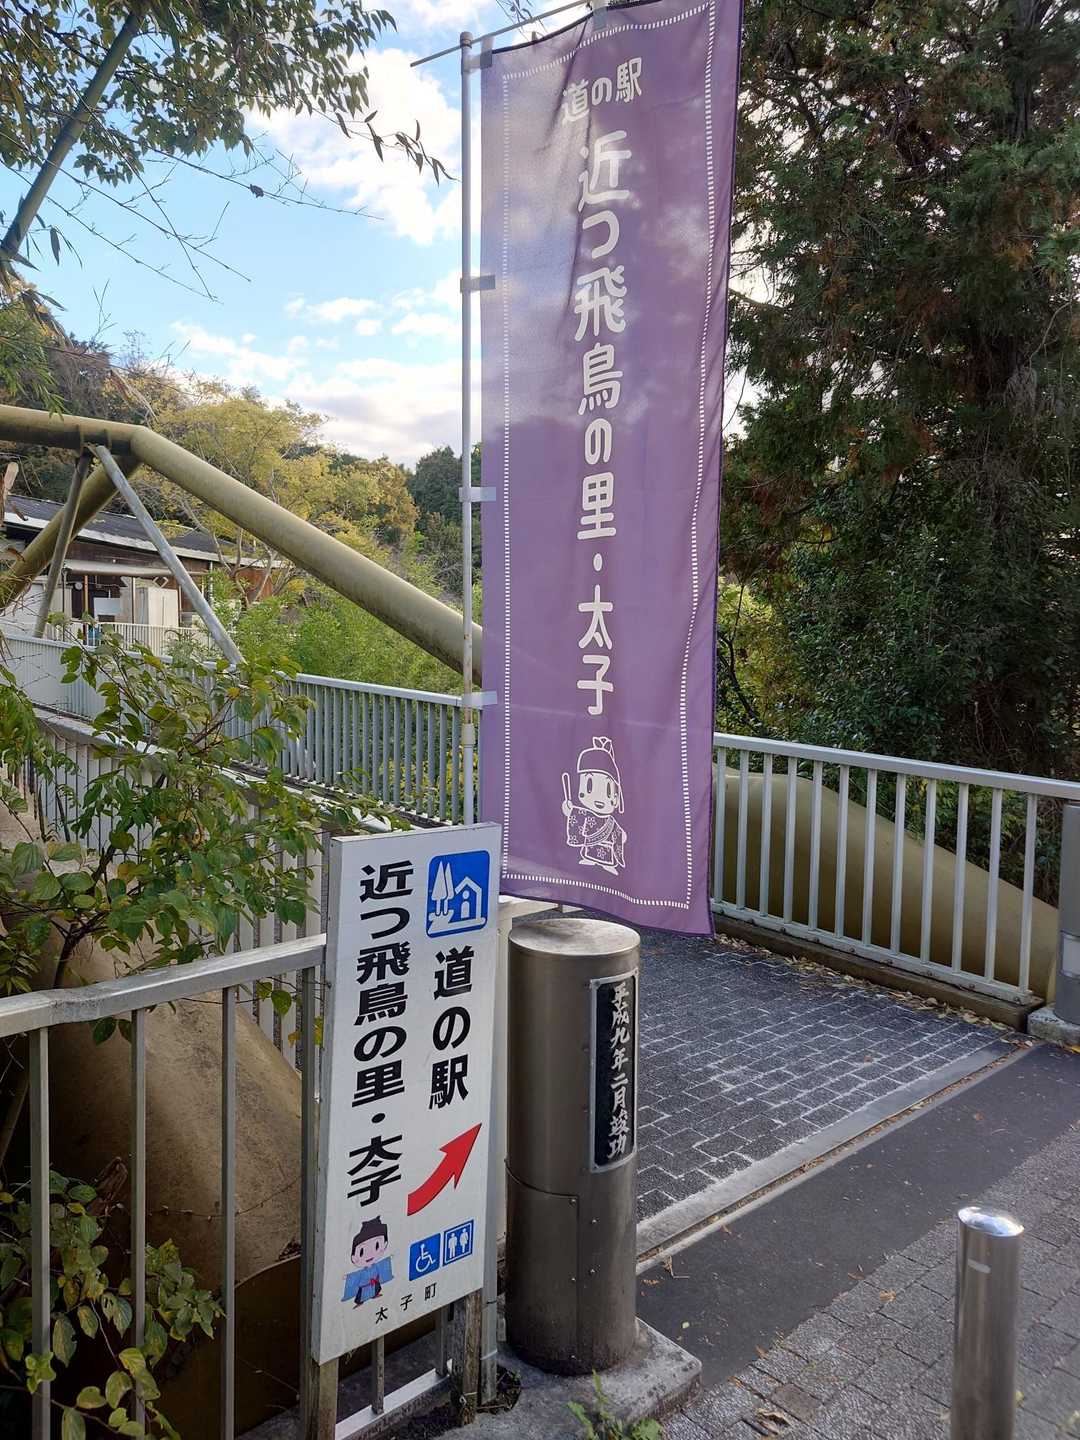 道の駅
近つ飛鳥の里・太子
道の駅
近つ飛鳥の里・太子
太子町
平成九年二月竣功